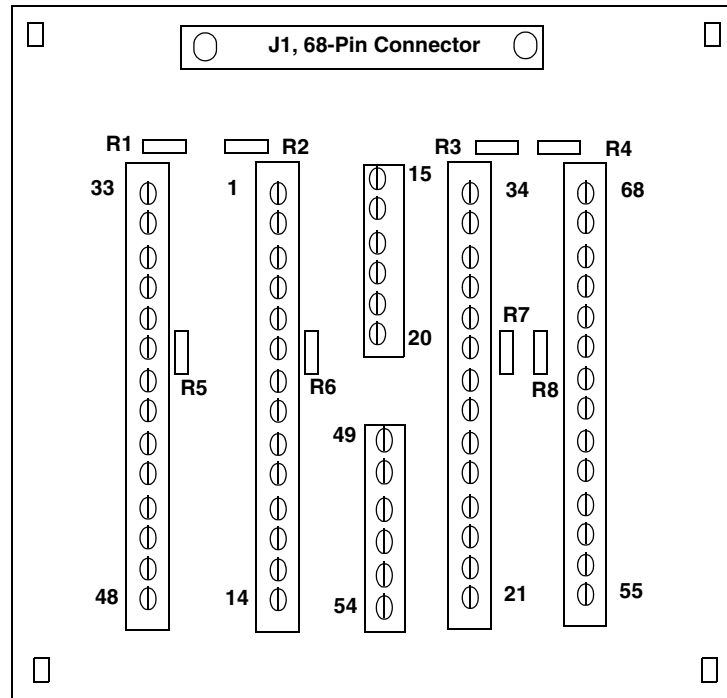 J1, 68-Pin Connector
R1 R2 R3 R4
33 1 15 34 68
20 R7
R5 R6 R8
49
48 14 54 21 55